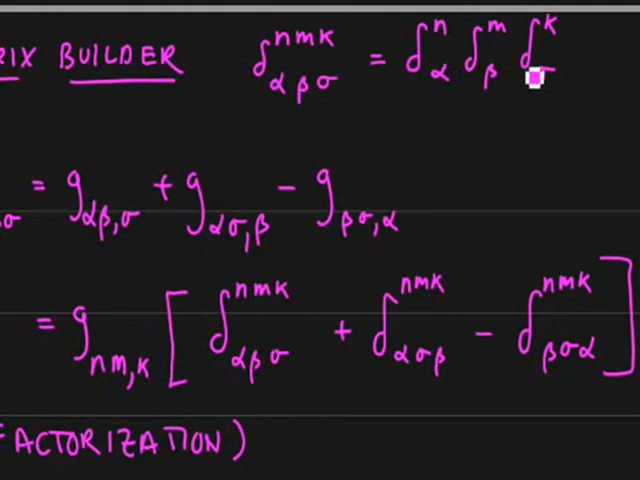 RIX BUILDER δ^{nmk}_{αβσ} = δ^n_α δ^m_β δ^k_σ
σ = g_{αβ,σ} + g_{ασ,β} - g_{βσ,α}
= g_{nm,k} [ δ^{nmk}_{αβσ} + δ^{nmk}_{ασβ} - δ^{nmk}_{βσα} ]
FACTORIZATION)